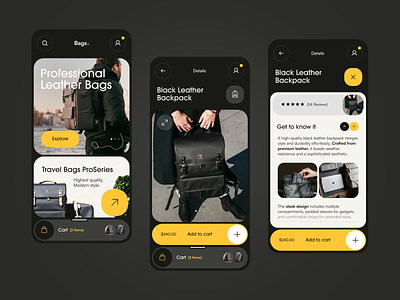 Bags.
Professional
Leather Bags
Explore
Travel Bags ProSeries
Highest quality.
Modern style.
Cart (2 items)
Details
Black Leather
Backpack
$240.00 Add to cart
Cart (2 items)
Details
Black Leather
Backpack
(54 Reviews)
Get to know it
A high-quality black leather backpack merges
style and durability effortlessly. Crafted from
premium leather, it boasts weather
resistance and a sophisticated aesthetic.
This sleek design includes multiple
compartments, padded sleeves for gadgets,
and comfortable straps for extended wear.
$240.00 Add to cart